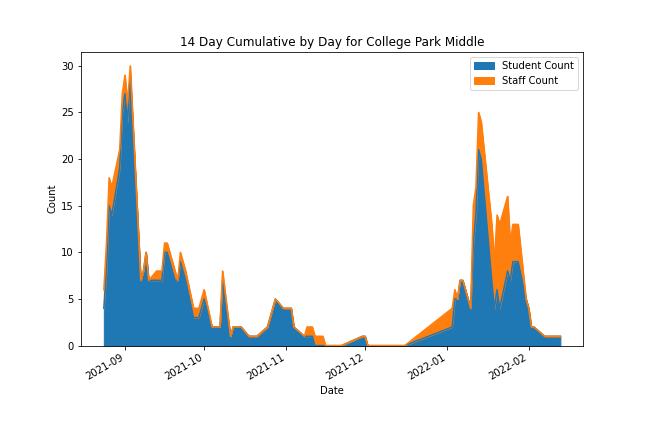 14 Day Cumulative by Day for College Park Middle
Student Count
Staff Count
Count
30
25
20
15
10
5
0
2021-09
2021-10
2021-11
2021-12
2022-01
2022-02
Date